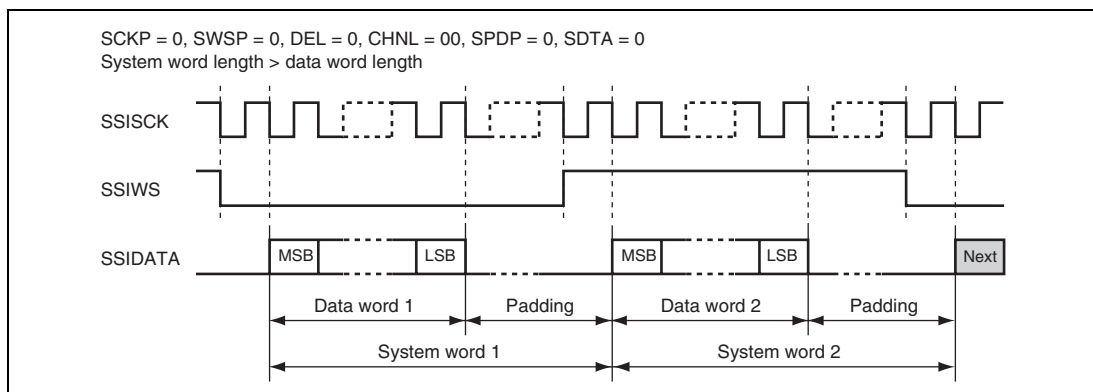 SCKP = 0, SWSP = 0, DEL = 0, CHNL = 00, SPDP = 0, SDTA = 0
System word length > data word length
SSISCK
SSIWS
SSIDATA
MSB
LSB
MSB
LSB
Next
Data word 1
Padding
Data word 2
Padding
System word 1
System word 2